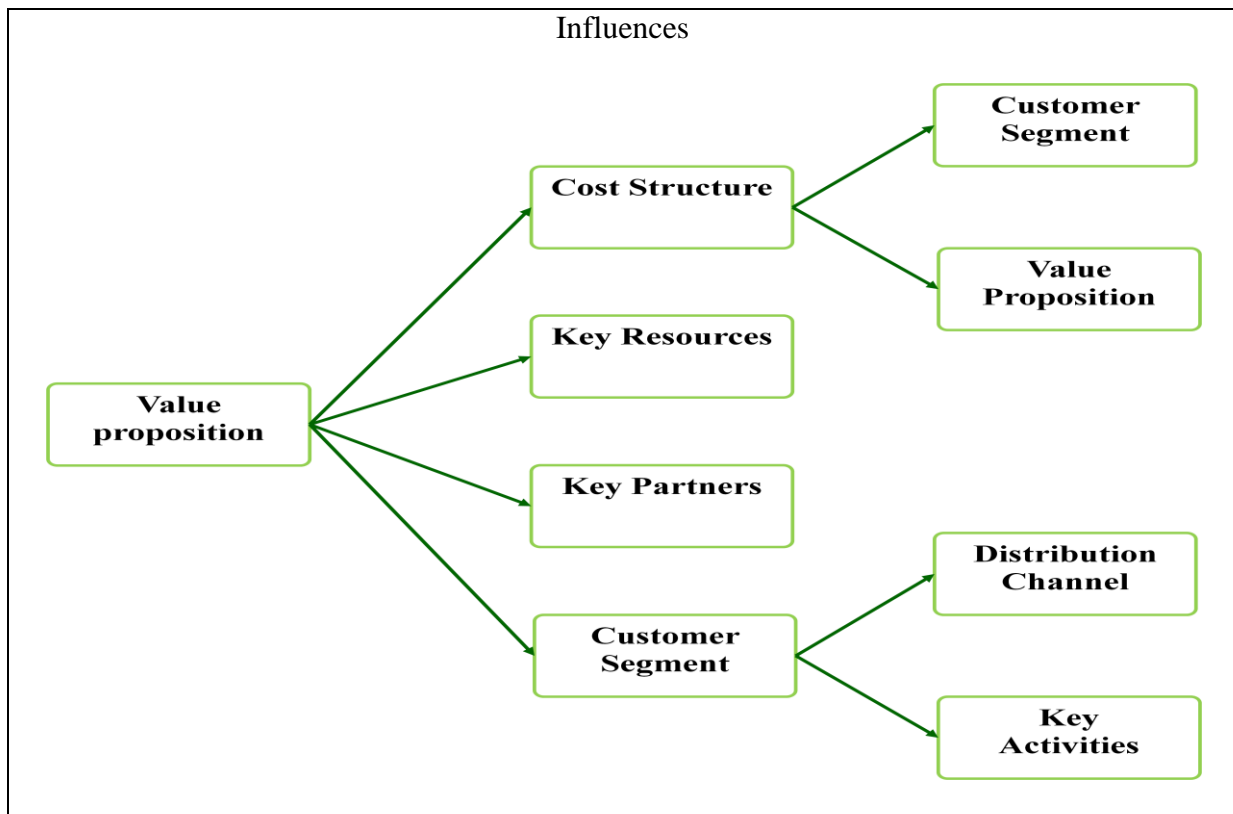 Influences
Customer
Segment
Cost Structure
Value
Proposition
Key Resources
Value
proposition
Key Partners
Distribution
Channel
Customer
Segment
Key
Activities